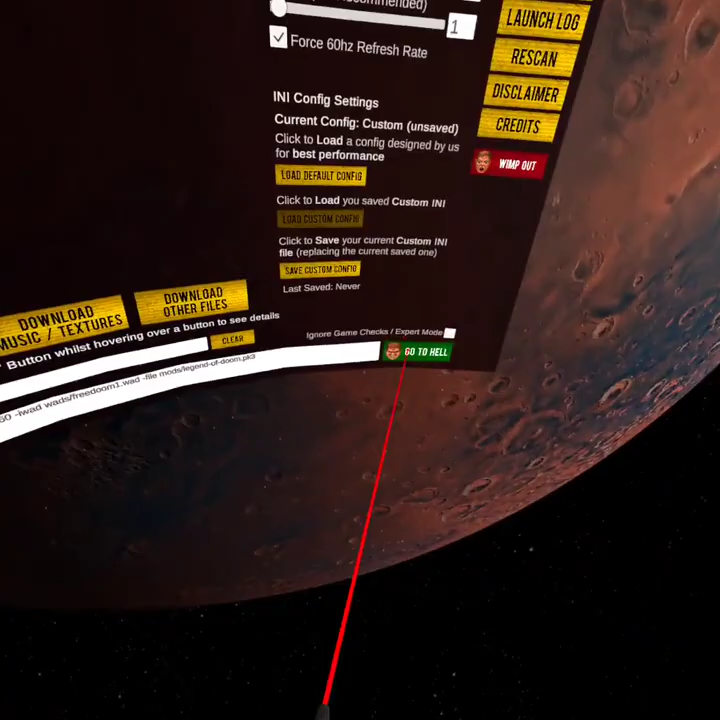 1
Force 60hz Refresh Rate
INI Config Settings
Current Config: Custom (unsaved)
Click to Load a config designed by us
for best performance
LOAD DEFAULT CONFIG
Click to Load you saved Custom INI
LOAD CUSTOM CONFIG
Click to Save your current Custom INI
file (replacing the current saved one)
SAVE CUSTOM CONFIG
Last Saved: Never
LAUNCH LOG
RESCAN
DISCLAIMER
CREDITS
WIMP OUT
DOWNLOAD
MUSIC / TEXTURES
DOWNLOAD
OTHER FILES
Button whilst hovering over a button to see details
CLEAR
Ignore Game Checks / Expert Mode
-iwad wads/freedoom1.wad -file mods/legend-of-doom.pk3
GO TO HELL